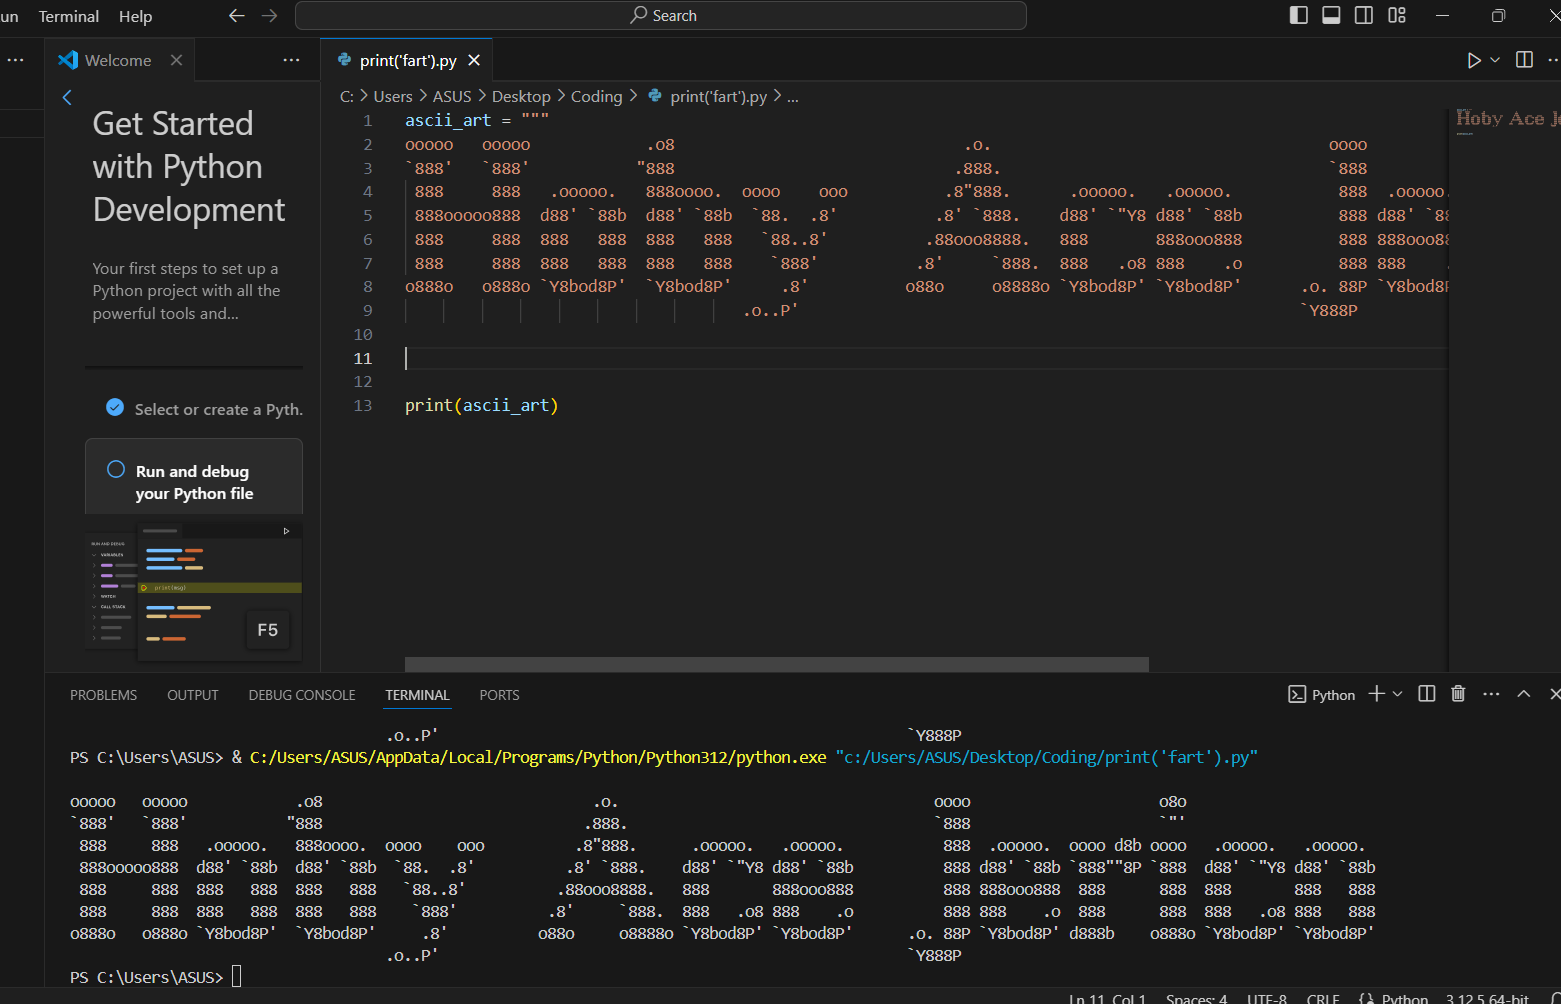 un Terminal Help
Search
Welcome
print('fart').py
Get Started
with Python
Development
Your first steps to set up a
Python project with all the
powerful tools and...
Select or create a Pyth.
Run and debug
your Python file
RUN AND DEBUG
VARIABLES
WATCH
CALL STACK
print(msg)
F5
C: > Users > ASUS > Desktop > Coding > print('fart').py > ...
1 ascii_art = """
2 ooooo   ooooo            .o8                              .o.                                   oooo
3 `888'   `888'           "888                             .888.                                  `888
4  888     888   .ooooo.   888oooo.  oooo    ooo          .8"888.      .ooooo.   .ooooo.           888  .ooooo.
5  888ooooo888  d88' `88b  d88' `88b  `88.  .8'          .8' `888.    d88' `"Y8 d88' `88b          888 d88' `88
6  888     888  888   888  888   888   `88..8'          .88ooo8888.   888       888ooo888          888 888ooo88
7  888     888  888   888  888   888    `888'          .8'     `888.  888   .o8 888    .o          888 888    .
8 o888o   o888o `Y8bod8P'  `Y8bod8P'     .8'          o88o     o8888o `Y8bod8P' `Y8bod8P'      .o. 88P `Y8bod8P
9                                    .o..P'                                                    `Y888P
10
11
12
13 print(ascii_art)
Hoby Ace Je
PROBLEMS OUTPUT DEBUG CONSOLE TERMINAL PORTS
Python
                                   .o..P'                                                    `Y888P
PS C:\Users\ASUS> & C:/Users/ASUS/AppData/Local/Programs/Python/Python312/python.exe "c:/Users/ASUS/Desktop/Coding/print('fart').py"
ooooo   ooooo            .o8                              .o.                                   oooo                     o8o
`888'   `888'           "888                             .888.                                  `888                     `"'
 888     888   .ooooo.   888oooo.  oooo    ooo          .8"888.      .ooooo.   .ooooo.           888  .ooooo.  oooo d8b oooo   .ooooo.   .ooooo.
 888ooooo888  d88' `88b  d88' `88b  `88.  .8'          .8' `888.    d88' `"Y8 d88' `88b          888 d88' `88b `888""8P `888  d88' `"Y8 d88' `88b
 888     888  888   888  888   888   `88..8'          .88ooo8888.   888       888ooo888          888 888ooo888  888      888  888       888   888
 888     888  888   888  888   888    `888'          .8'     `888.  888   .o8 888    .o          888 888    .o  888      888  888   .o8 888   888
o888o   o888o `Y8bod8P'  `Y8bod8P'     .8'          o88o     o8888o `Y8bod8P' `Y8bod8P'      .o. 88P `Y8bod8P' d888b    o888o `Y8bod8P' `Y8bod8P'
                                   .o..P'                                                    `Y888P
PS C:\Users\ASUS>
Ln 11, Col 1 Spaces: 4 UTF-8 CRLF {} Python 3.12.5 64-bit